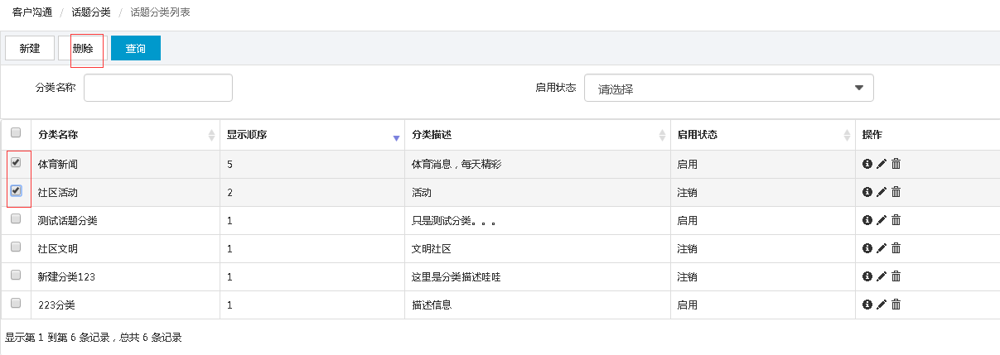 客户沟通 / 话题分类 / 话题分类列表
新建 删除 查询
分类名称 启用状态 请选择
分类名称 显示顺序 分类描述 启用状态 操作
体育新闻 5 体育消息，每天精彩 启用
社区活动 2 活动 注销
测试话题分类 1 只是测试分类。。。 启用
社区文明 1 文明社区 注销
新建分类123 1 这里是分类描述哇哇 注销
223分类 1 描述信息 启用
显示第 1 到第 6 条记录，总共 6 条记录